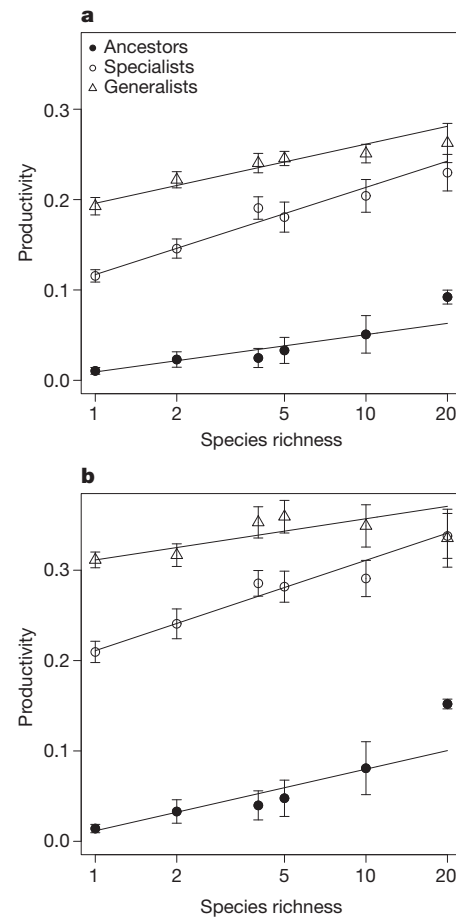 a
Ancestors
Specialists
Generalists
0.3
0.2
0.1
0.0
Productivity
1 2 5 10 20
Species richness
b
0.3
0.2
0.1
0.0
Productivity
1 2 5 10 20
Species richness